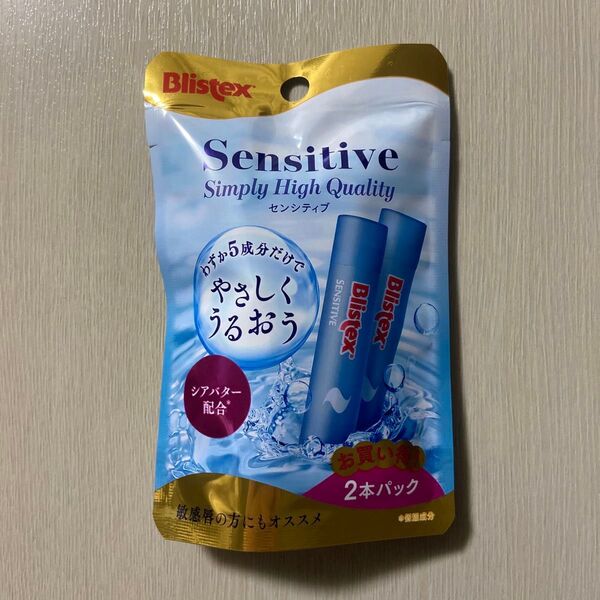 Blistex
Sensitive
Simply High Quality
センシティブ
わずか5成分だけで
やさしく
うるおう
シアバター
配合*
SENSITIVE
Blistex
Blistex
お買い得
2本パック
敏感唇の方にもオススメ
*保湿成分